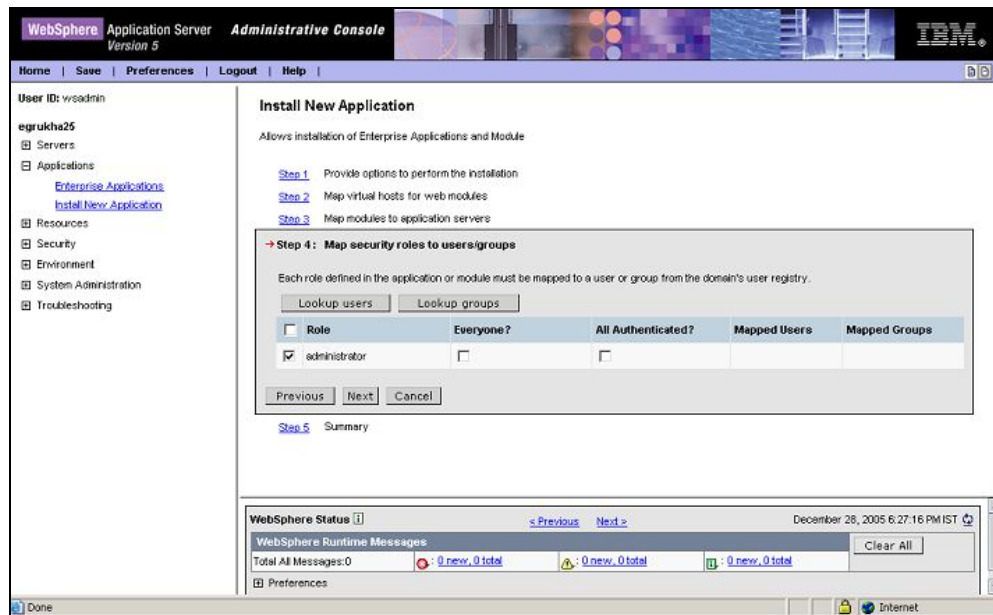 WebSphere Application Server Administrative Console
Version 5
IBM.
Home | Save | Preferences | Logout | Help |
User ID: wsadmin
egrukha25
Servers
Applications
Enterprise Applications
Install New Application
Resources
Security
Environment
System Administration
Troubleshooting
Install New Application
Allows installation of Enterprise Applications and Module
Step 1 Provide options to perform the installation
Step 2 Map virtual hosts for web modules
Step 3 Map modules to application servers
Step 4 : Map security roles to users/groups
Each role defined in the application or module must be mapped to a user or group from the domain's user registry.
Lookup users Lookup groups
Role Everyone? All Authenticated? Mapped Users Mapped Groups
administrator
Previous Next Cancel
Step 5 Summary
WebSphere Status i < Previous Next > December 28, 2005 6:27:16 PM IST
WebSphere Runtime Messages Clear All
Total All Messages:0 : 0 new, 0 total : 0 new, 0 total : 0 new, 0 total
Preferences
Done Internet